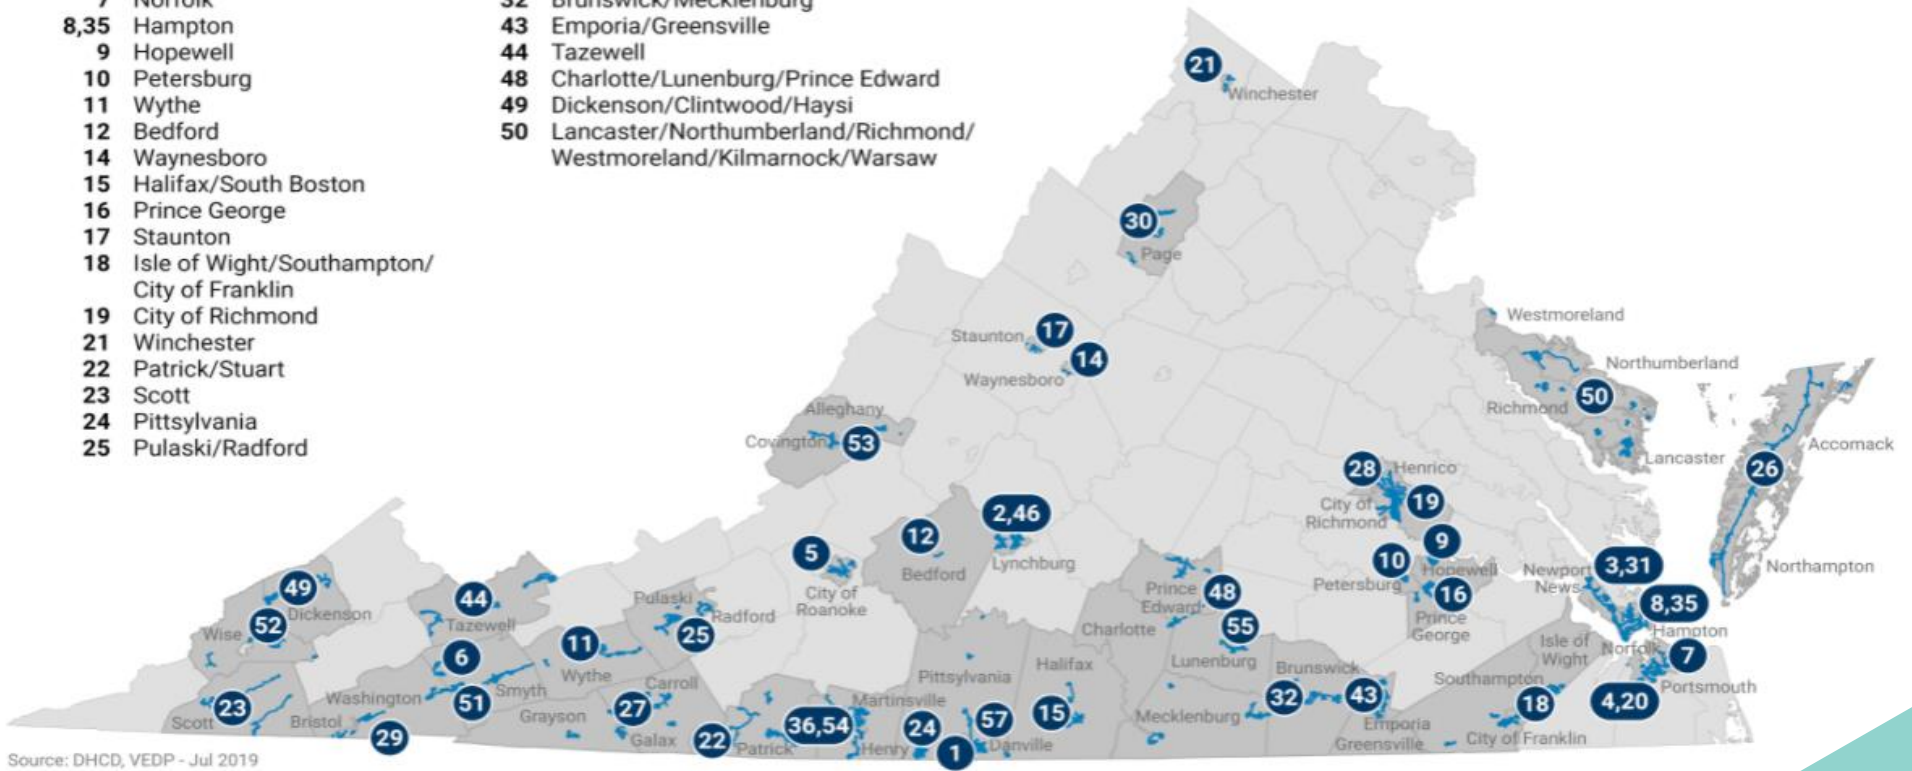 7 Norfolk
8,35 Hampton
9 Hopewell
10 Petersburg
11 Wythe
12 Bedford
14 Waynesboro
15 Halifax/South Boston
16 Prince George
17 Staunton
18 Isle of Wight/Southampton/
City of Franklin
19 City of Richmond
21 Winchester
22 Patrick/Stuart
23 Scott
24 Pittsylvania
25 Pulaski/Radford
32 Brunswick/Mecklenburg
43 Emporia/Greensville
44 Tazewell
48 Charlotte/Lunenburg/Prince Edward
49 Dickenson/Clintwood/Haysi
50 Lancaster/Northumberland/Richmond/
Westmoreland/Kilmarnock/Warsaw
21
Winchester
30
Page
Staunton
17
14
Waynesboro
Westmoreland
Northumberland
50
Richmond
Lancaster
Accomack
26
Northampton
Alleghany
Covington
53
28
Henrico
City of
Richmond
19
9
10
Hopewell
Petersburg
16
Prince
George
Newport
News
3,31
8,35
Hampton
Norfolk
7
Portsmouth
4,20
Isle of
Wight
Southampton
18
City of Franklin
2,46
Lynchburg
12
Bedford
5
City of
Roanoke
Prince
Edward
48
Charlotte
55
Lunenburg
Brunswick
32
43
Mecklenburg
Emporia
Greensville
49
Dickenson
52
Wise
44
Tazewell
Pulaski
Radford
25
11
Wythe
6
Washington
51
Smyth
23
Scott
Bristol
29
Grayson
Carroll
27
Galax
22
Patrick
36,54
Martinsville
Henry
24
Pittsylvania
57
1
Danville
Halifax
15
Source: DHCD, VEDP - Jul 2019